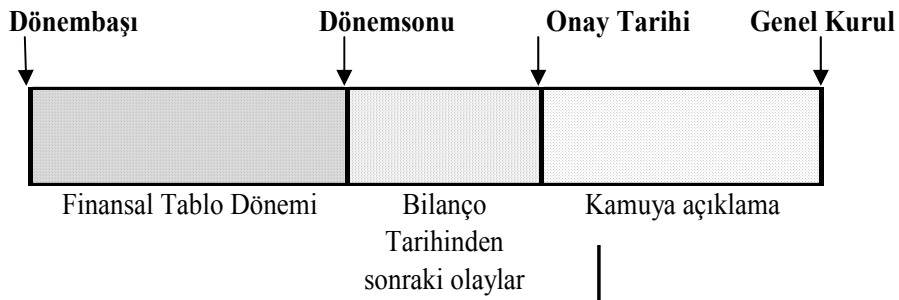 Dönembaşı Dönemsonu Onay Tarihi Genel Kurul
Finansal Tablo Dönemi Bilanço Kamuya açıklama
Tarihinden
sonraki olaylar